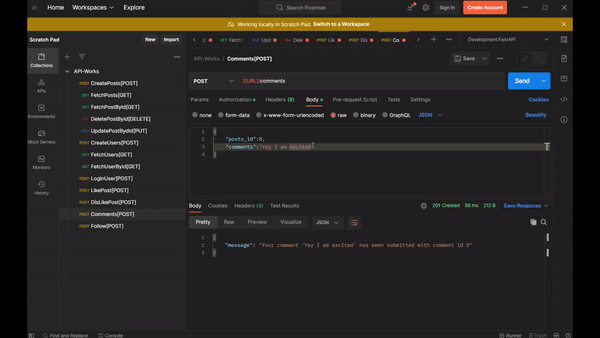 Home Workspaces Explore Search Postman Sign In Create Account
Working locally in Scratch Pad. Switch to a Workspace
Scratch Pad New Import
Fetch Upd Dele Lik Do Co Development:FastAPI
Collections
APIs
Environments
Mock Servers
Monitors
History
API-Works
POST CreatePosts[POST]
GET FetchPosts[GET]
GET FetchPostById[GET]
DEL DeletePostById[DELETE]
PUT UpdatePostById[PUT]
POST CreateUsers[POST]
GET FetchUsers[GET]
GET FetchUserById[GET]
POST LoginUser[POST]
POST LikePost[POST]
POST DisLikePost[POST]
POST Comments[POST]
POST Follow[POST]
API-Works / Comments[POST] Save
POST {{URL}}comments Send
Params Authorization Headers (9) Body Pre-request Script Tests Settings Cookies
none form-data x-www-form-urlencoded raw binary GraphQL JSON Beautify
1 {
2 "posts_id":8,
3 "comments":"Yay I am excited"
4 }
Body Cookies Headers (4) Test Results 201 Created 56 ms 212 B Save Response
Pretty Raw Preview Visualize JSON
1 {
2 "message": "Your comment `Yay I am excited` has been submitted with comment id 8"
3 }
Find and Replace Console Runner Trash